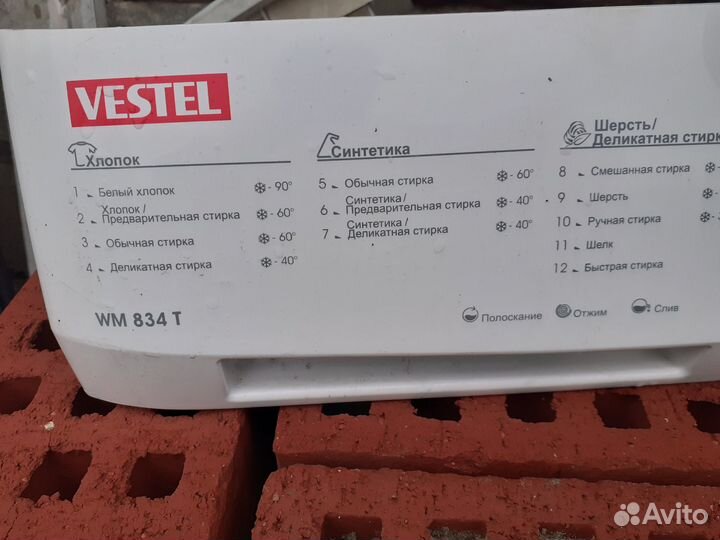 VESTEL
Хлопок
1 Белый хлопок ❄ - 90°
2 Хлопок /
Предварительная стирка ❄ - 60°
3 Обычная стирка ❄ - 60°
4 Деликатная стирка ❄ - 40°
WM 834 T
Синтетика
5 Обычная стирка ❄ - 60°
6 Синтетика /
Предварительная стирка ❄ - 40°
7 Синтетика /
Деликатная стирка ❄ - 40°
Шерсть/
Деликатная стирк
8 Смешанная стирка ❄ -
9 Шерсть ❄ -
10 Ручная стирка ❄ -
11 Шелк
12 Быстрая стирка
Полоскание Отжим Слив
Avito